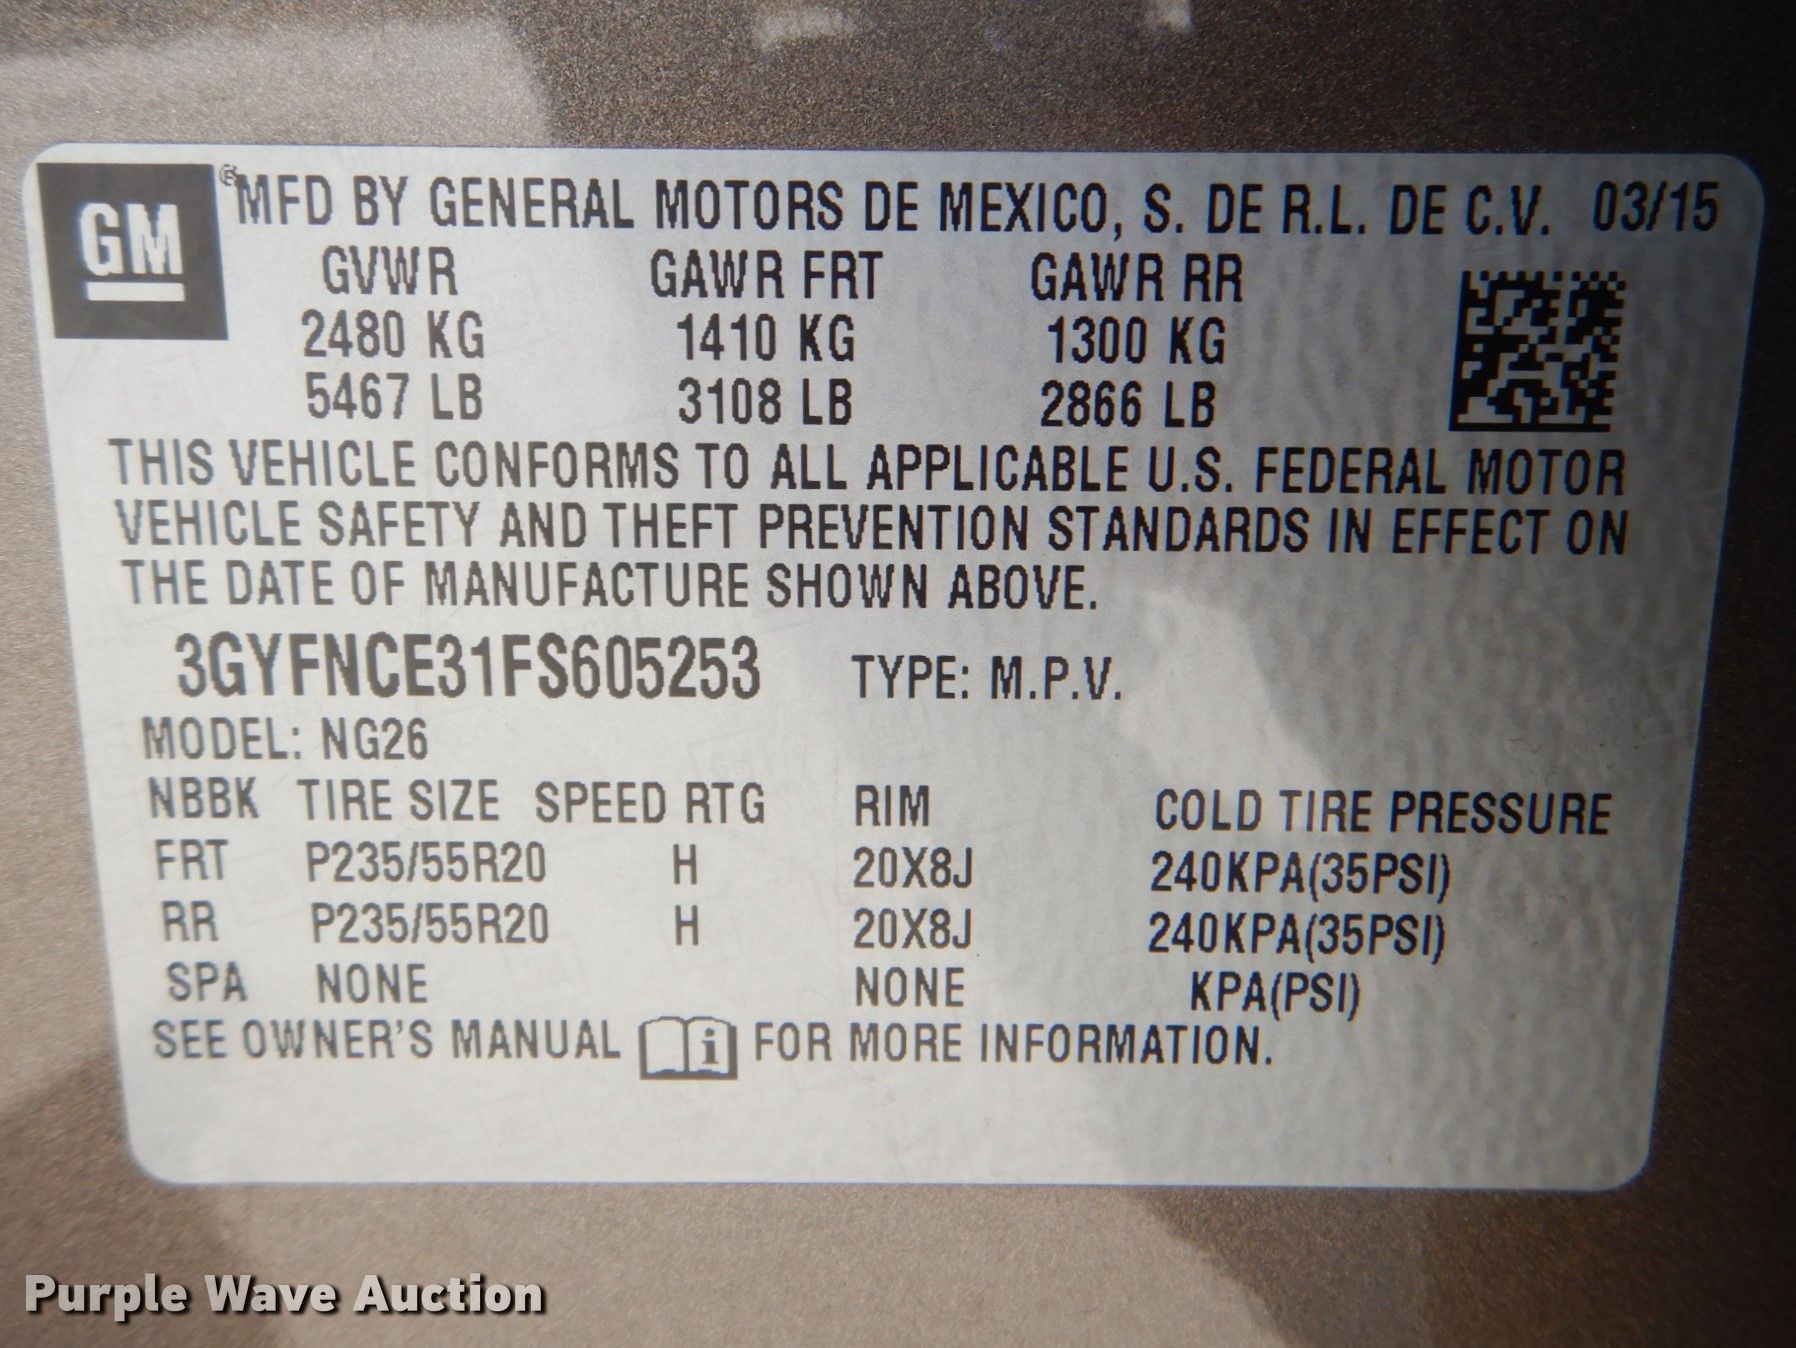 GM ® MFD BY GENERAL MOTORS DE MEXICO, S. DE R.L. DE C.V. 03/15
GVWR GAWR FRT GAWR RR
2480 KG 1410 KG 1300 KG
5467 LB 3108 LB 2866 LB
THIS VEHICLE CONFORMS TO ALL APPLICABLE U.S. FEDERAL MOTOR
VEHICLE SAFETY AND THEFT PREVENTION STANDARDS IN EFFECT ON
THE DATE OF MANUFACTURE SHOWN ABOVE.
3GYFNCE31FS605253 TYPE: M.P.V.
MODEL: NG26
NBBK TIRE SIZE SPEED RTG RIM COLD TIRE PRESSURE
FRT P235/55R20 H 20X8J 240KPA(35PSI)
RR P235/55R20 H 20X8J 240KPA(35PSI)
SPA NONE NONE KPA(PSI)
SEE OWNER'S MANUAL i FOR MORE INFORMATION.
Purple Wave Auction